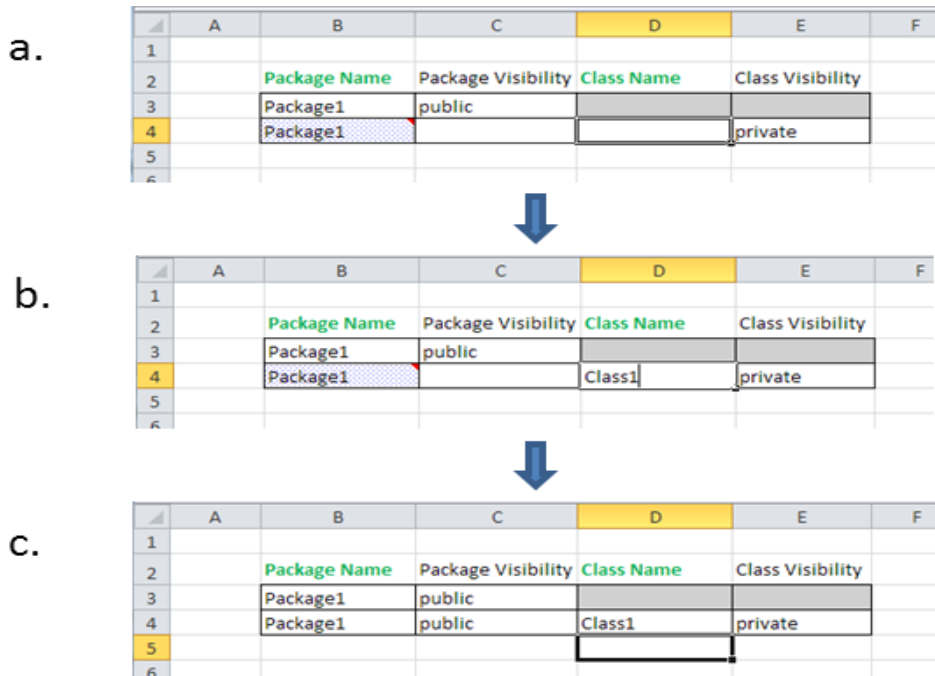 a.
A B C D E F
1
2 Package Name Package Visibility Class Name Class Visibility
3 Package1 public
4 Package1 private
5
6
b.
A B C D E F
1
2 Package Name Package Visibility Class Name Class Visibility
3 Package1 public
4 Package1 Class1 private
5
6
c.
A B C D E F
1
2 Package Name Package Visibility Class Name Class Visibility
3 Package1 public
4 Package1 public Class1 private
5
6